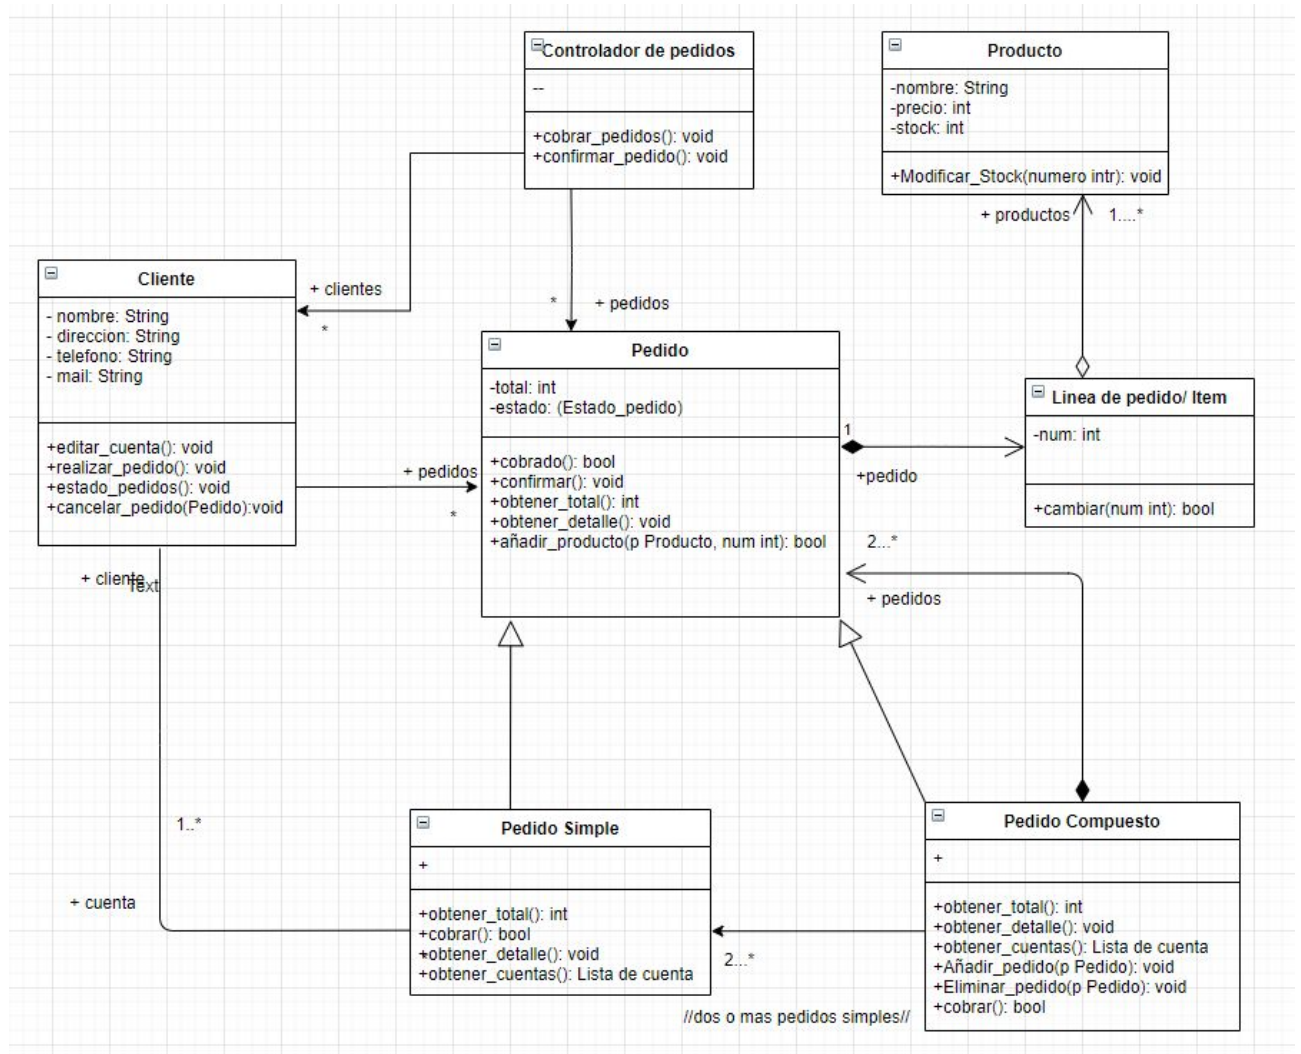 Controlador de pedidos
--
+cobrar_pedidos(): void
+confirmar_pedido(): void
Producto
-nombre: String
-precio: int
-stock: int
+Modificar_Stock(numero intr): void
+ productos
1....*
Cliente
- nombre: String
- direccion: String
- telefono: String
- mail: String
+editar_cuenta(): void
+realizar_pedido(): void
+estado_pedidos(): void
+cancelar_pedido(Pedido):void
+ clientes
*
* + pedidos
Pedido
-total: int
-estado: (Estado_pedido)
+cobrado(): bool
+confirmar(): void
+obtener_total(): int
+obtener_detalle(): void
+añadir_producto(p Producto, num int): bool
+ pedidos
*
1
+pedido
Linea de pedido/ Item
-num: int
+cambiar(num int): bool
2...*
+ pedidos
+ cliente
Text
1..*
+ cuenta
Pedido Simple
+
+obtener_total(): int
+cobrar(): bool
+obtener_detalle(): void
+obtener_cuentas(): Lista de cuenta
2...*
//dos o mas pedidos simples//
Pedido Compuesto
+
+obtener_total(): int
+obtener_detalle(): void
+obtener_cuentas(): Lista de cuenta
+Añadir_pedido(p Pedido): void
+Eliminar_pedido(p Pedido): void
+cobrar(): bool